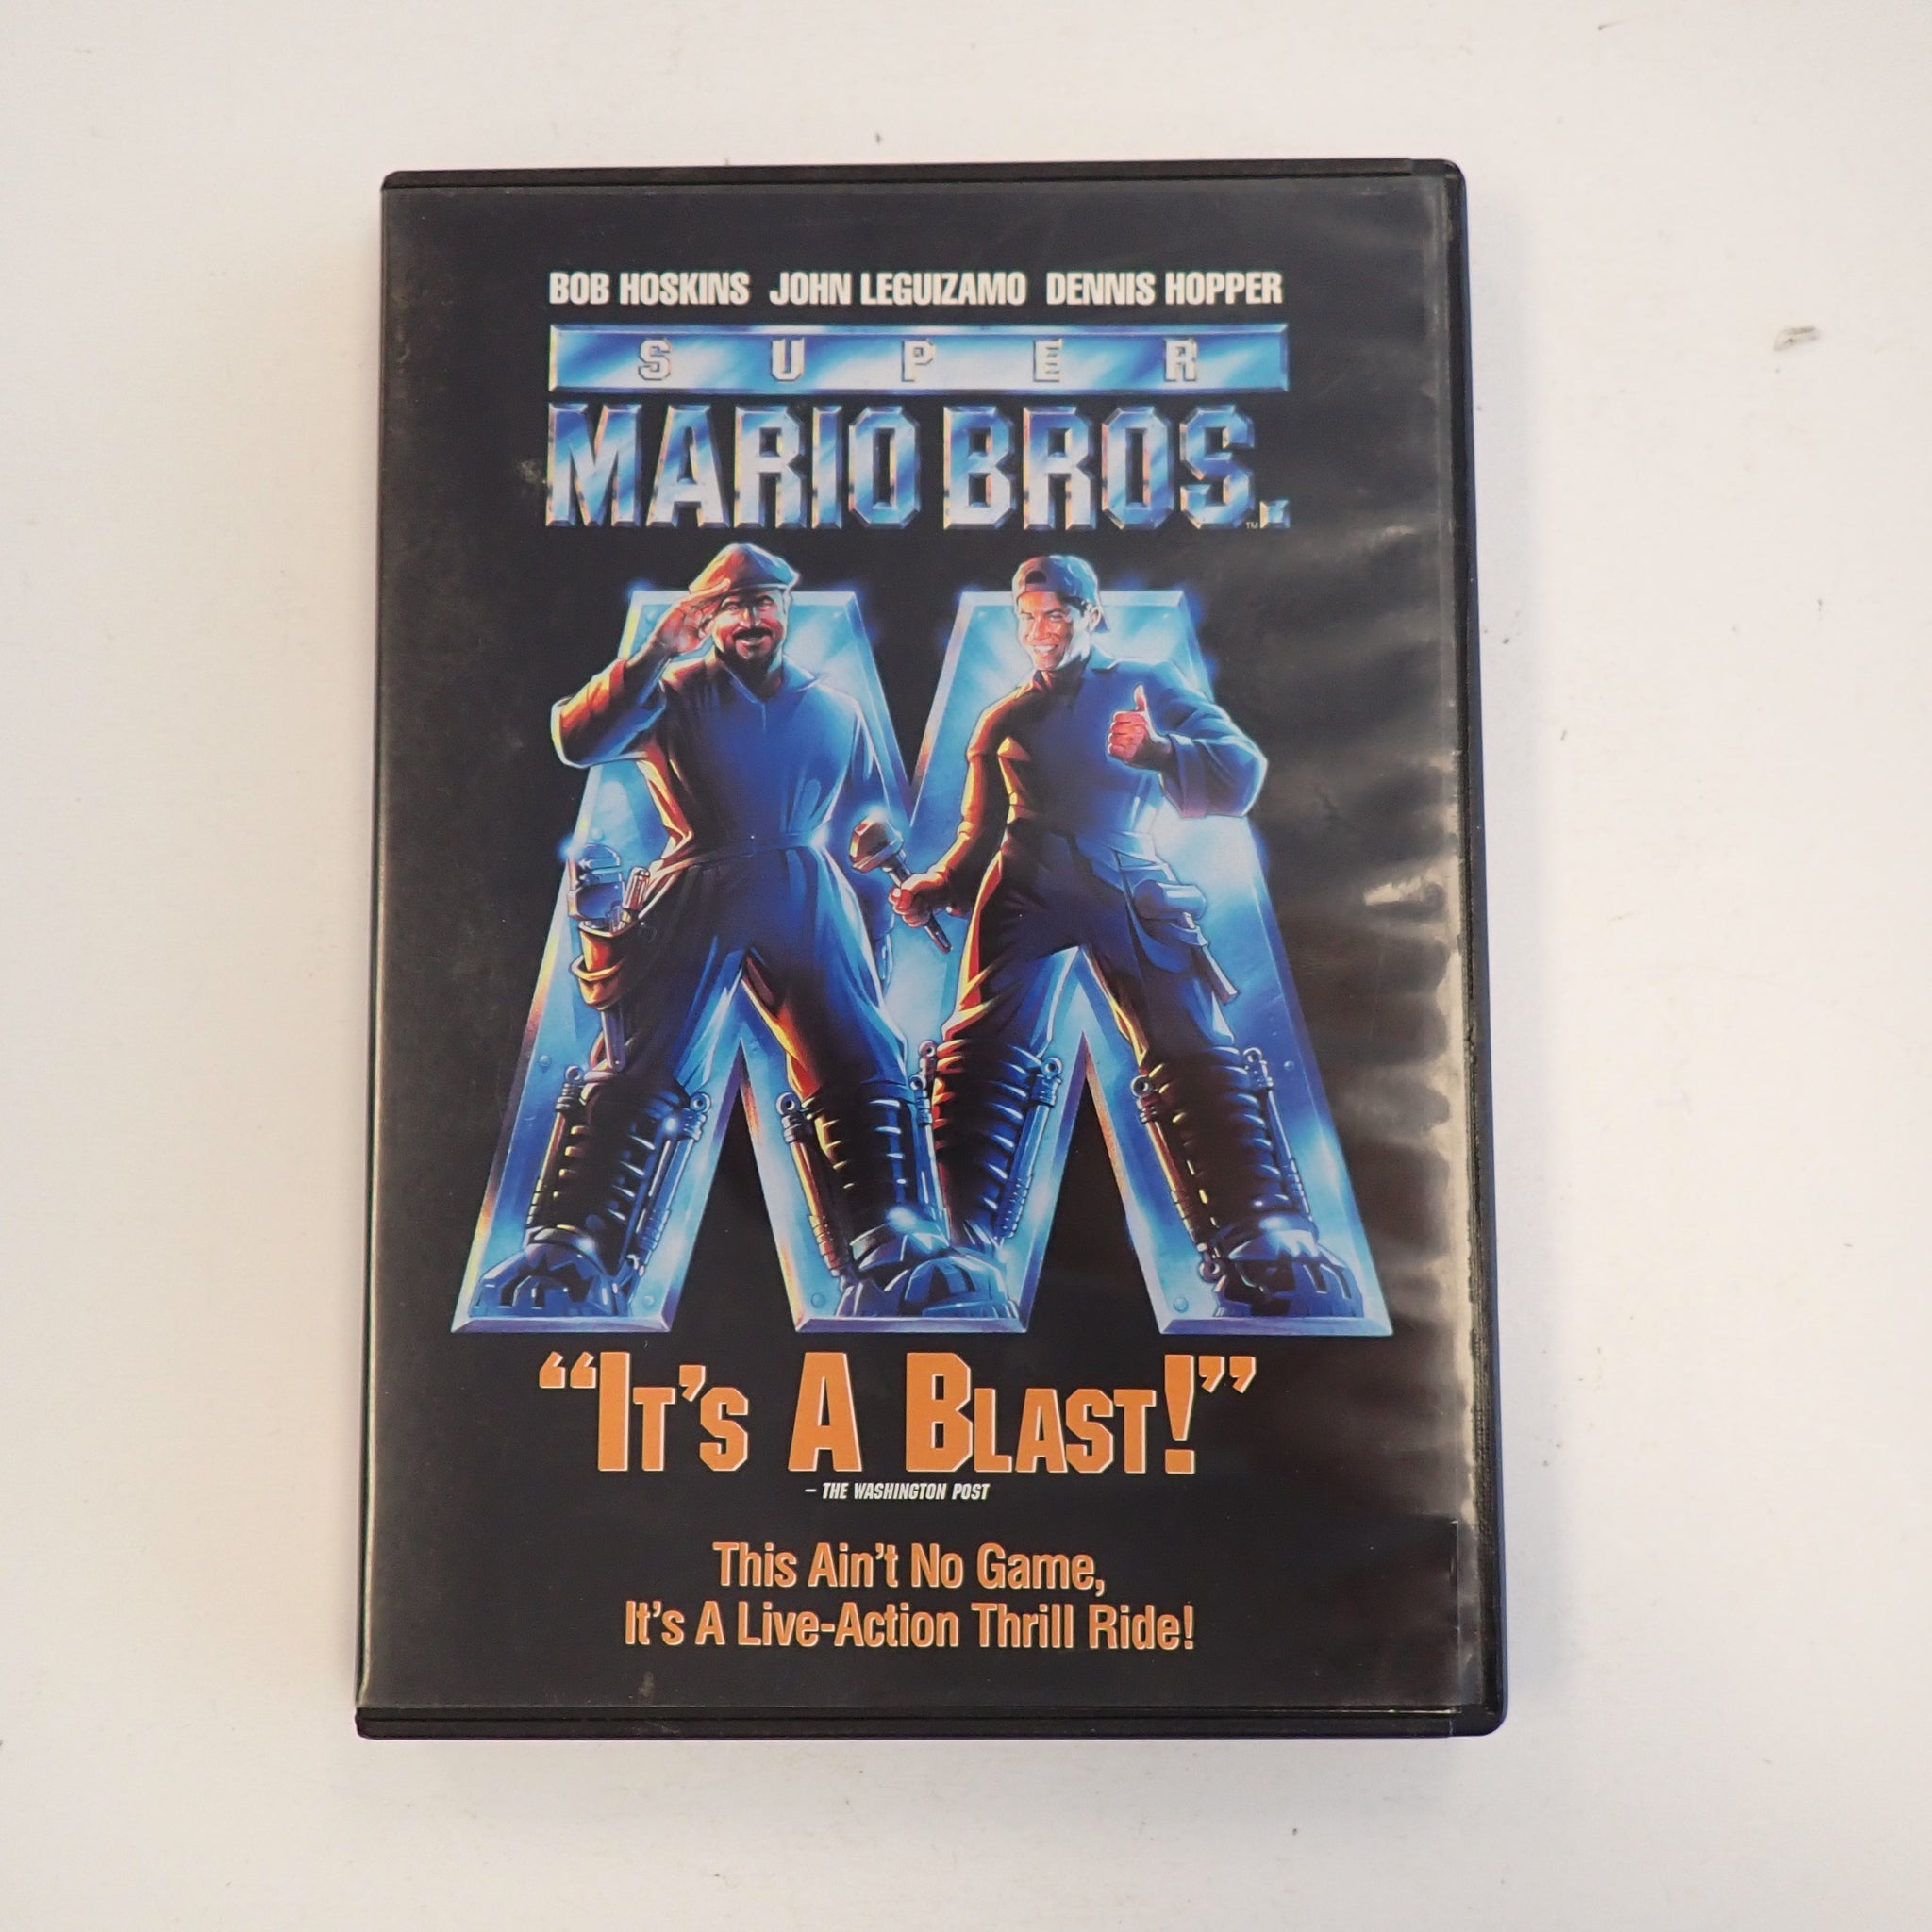 BOB HOSKINS JOHN LEGUIZAMO DENNIS HOPPER
SUPER
MARIO BROS.
TM
"IT'S A BLAST!"
– THE WASHINGTON POST
This Ain't No Game,
It's A Live-Action Thrill Ride!